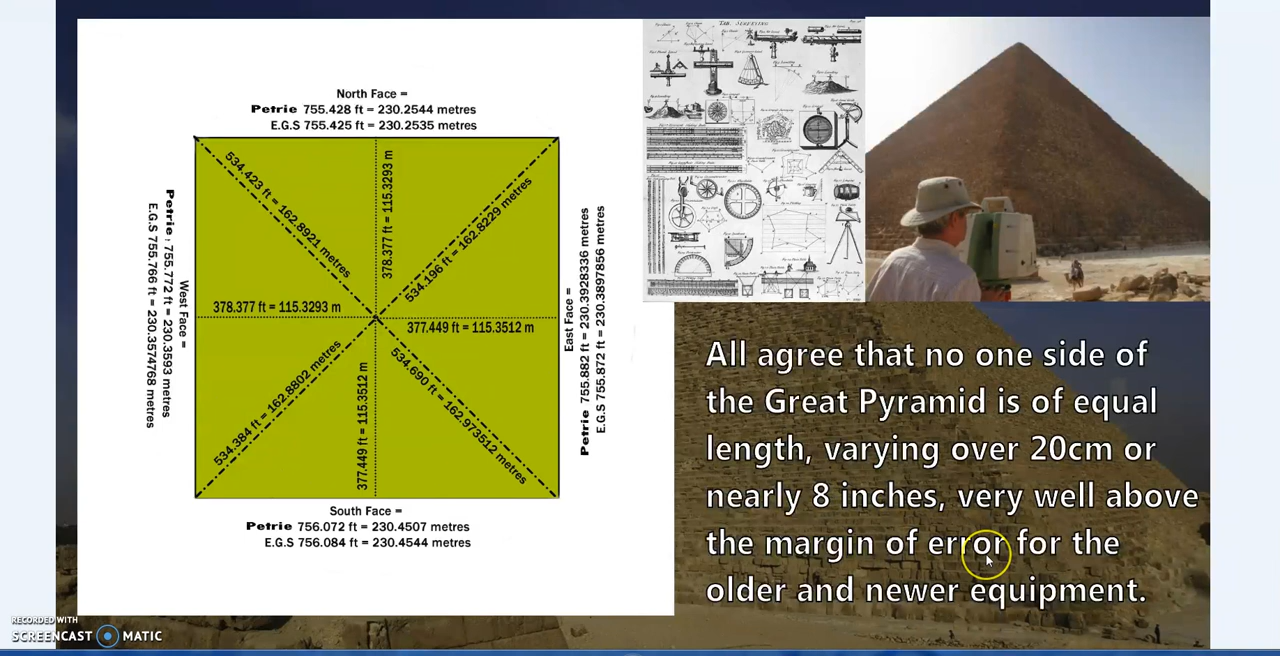 North Face =
Petrie 755.428 ft = 230.2544 metres
E.G.S 755.425 ft = 230.2535 metres
534.423 ft = 162.8921 metres
378.377 ft = 115.3293 m
534.196 ft = 162.8229 metres
West Face =
Petrie : 755.772 ft = 230.3593 metres
E.G.S 755.766 ft = 230.3574768 metres
378.377 ft = 115.3293 m
377.449 ft = 115.3512 m
East Face =
Petrie 755.882 ft = 230.3928336 metres
E.G.S 755.872 ft = 230.3897856 metres
534.384 ft = 162.8802 metres
377.449 ft = 115.3512 m
534.690 ft = 162.973512 metres
South Face =
Petrie 756.072 ft = 230.4507 metres
E.G.S 756.084 ft = 230.4544 metres
TAB. SURVEYING
All agree that no one side of
the Great Pyramid is of equal
length, varying over 20cm or
nearly 8 inches, very well above
the margin of error for the
older and newer equipment.
RECORDED WITH
SCREENCAST MATIC